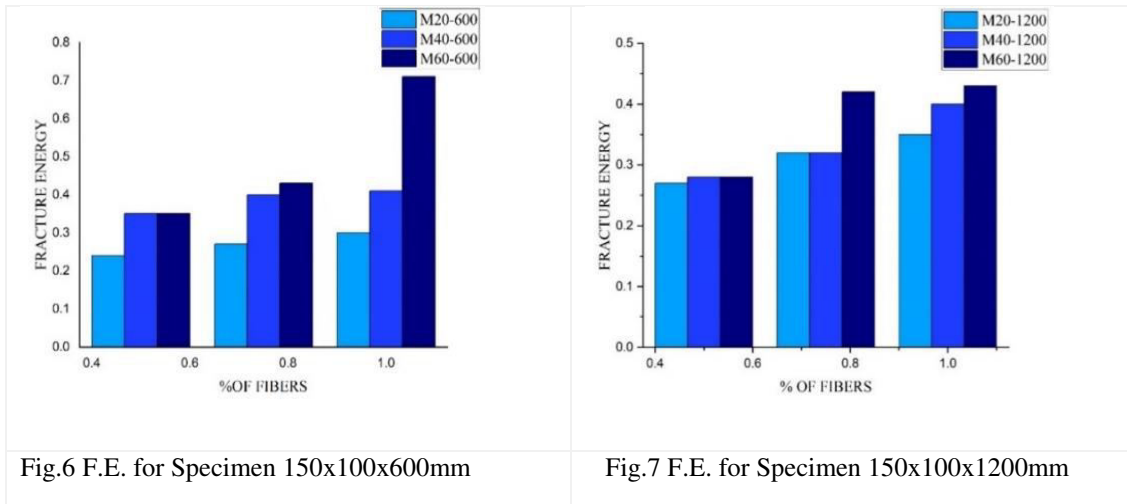 M20-600
M40-600
M60-600
0.8
0.7
0.6
0.5
0.4
0.3
0.2
0.1
0.0
FRACTURE ENERGY
0.4 0.6 0.8 1.0
%OF FIBERS
Fig.6 F.E. for Specimen 150x100x600mm
M20-1200
M40-1200
M60-1200
0.5
0.4
0.3
0.2
0.1
0.0
FRACTURE ENERGY
0.4 0.6 0.8 1.0
% OF FIBERS
Fig.7 F.E. for Specimen 150x100x1200mm